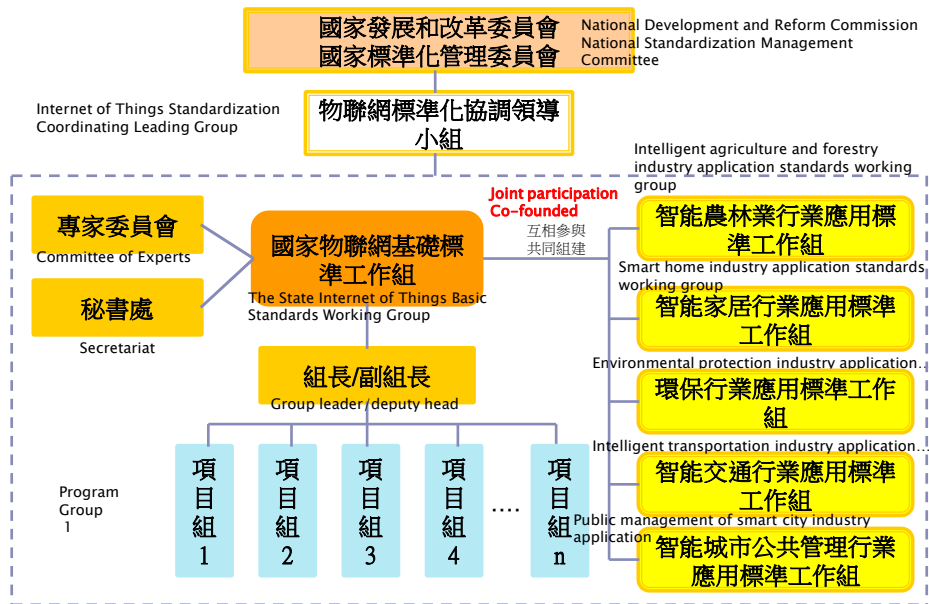 國家發展和改革委員會
國家標準化管理委員會
National Development and Reform Commission
National Standardization Management
Committee
Internet of Things Standardization
Coordinating Leading Group
物聯網標準化協調領導
小組
Intelligent agriculture and forestry
industry application standards working
group
專家委員會
Committee of Experts
秘書處
Secretariat
國家物聯網基礎標
準工作組
The State Internet of Things Basic
Standards Working Group
Joint participation
Co-founded
互相參與
共同組建
智能農林業行業應用標
準工作組
Smart home industry application standards
working group
智能家居行業應用標準
工作組
Environmental protection industry application...
環保行業應用標準工作
組
Intelligent transportation industry application...
智能交通行業應用標準
工作組
Public management of smart city industry
application
智能城市公共管理行業
應用標準工作組
組長/副組長
Group leader/deputy head
Program
Group
1
項目組1
項目組2
項目組3
項目組4
....
項目組n